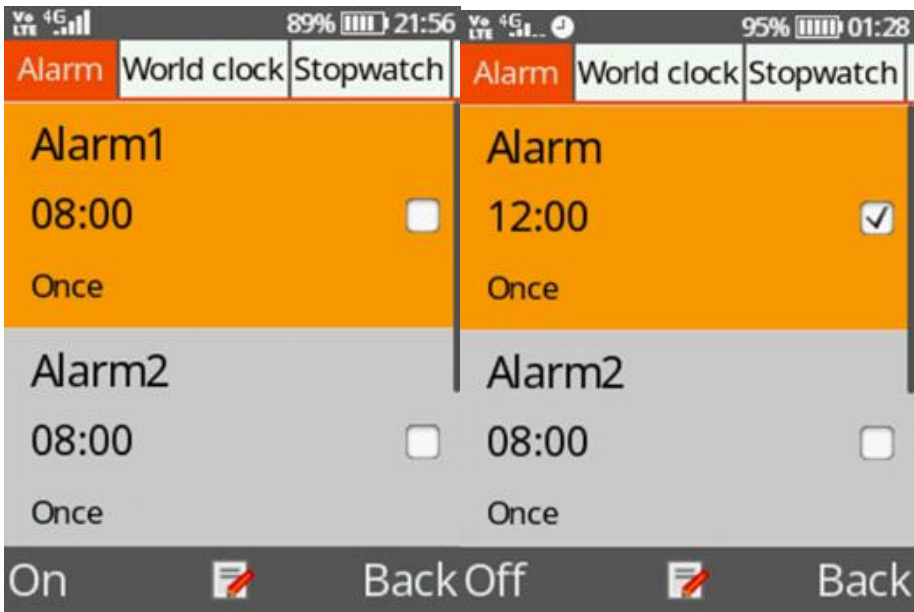 Vo LTE 4G 89% 21:56
Alarm World clock Stopwatch
Alarm1
08:00
Once
Alarm2
08:00
Once
On Back
Vo LTE 4G 95% 01:28
Alarm World clock Stopwatch
Alarm
12:00
Once
Alarm2
08:00
Once
Off Back